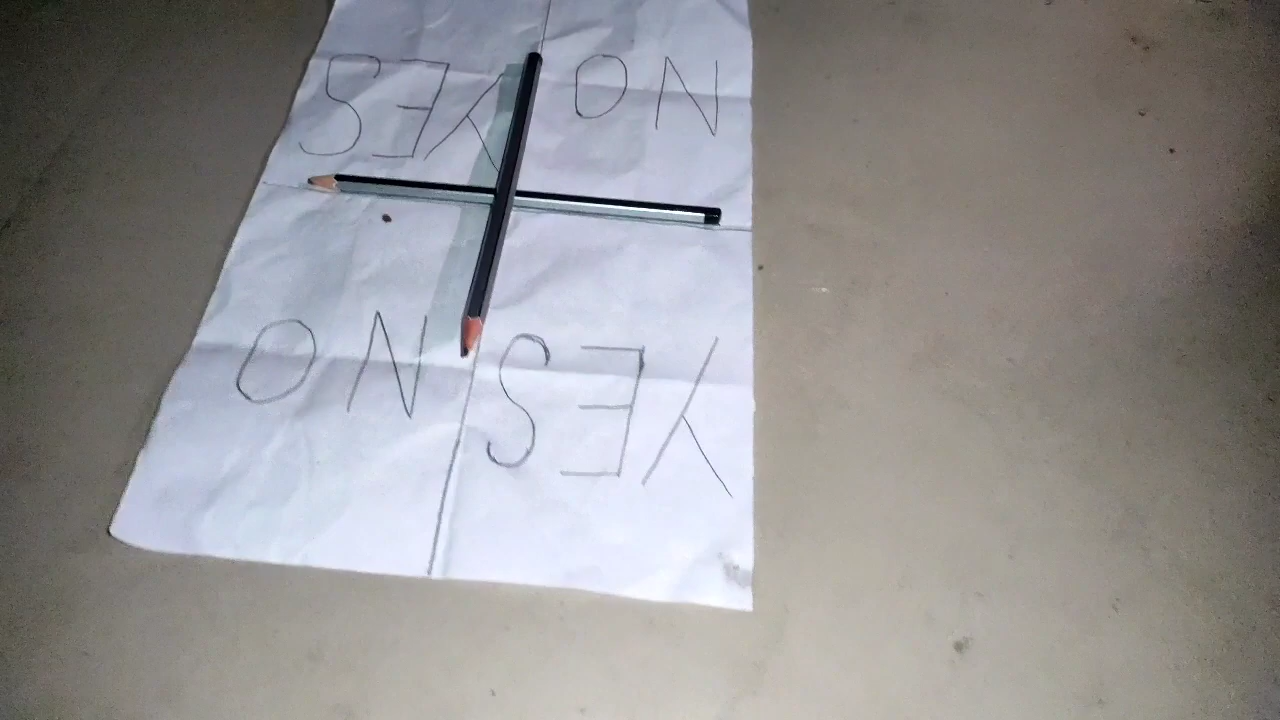 YES NO
NO YES